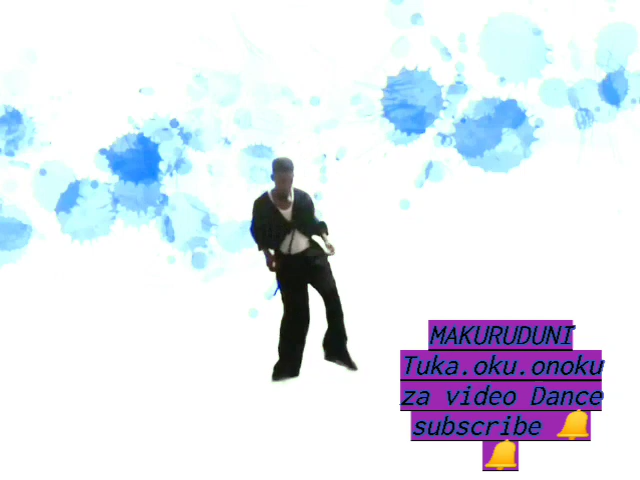 MAKURUDUNI
Tuka.oku.onoku
za video Dance
subscribe 🔔
🔔